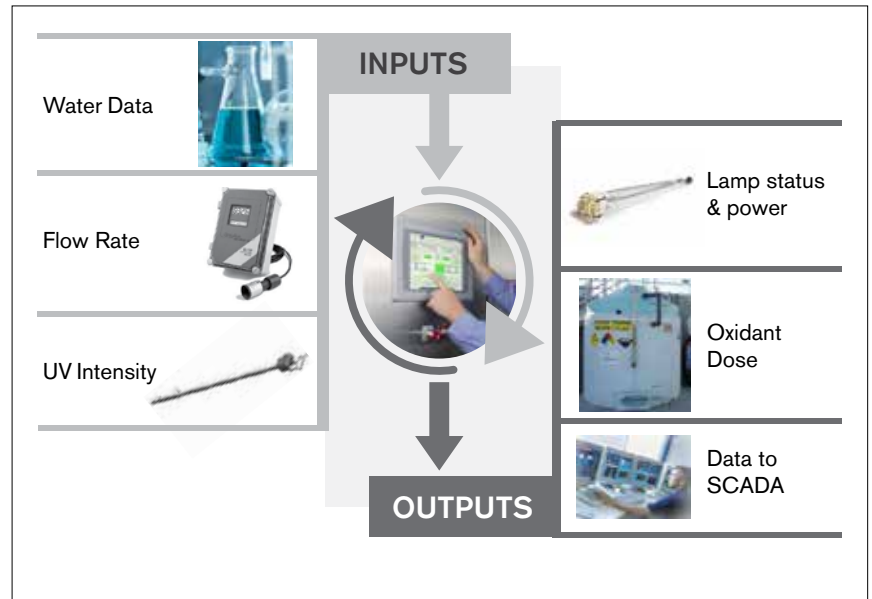 INPUTS
Water Data
Flow Rate
UV Intensity
Lamp status
& power
Oxidant
Dose
Data to
SCADA
OUTPUTS